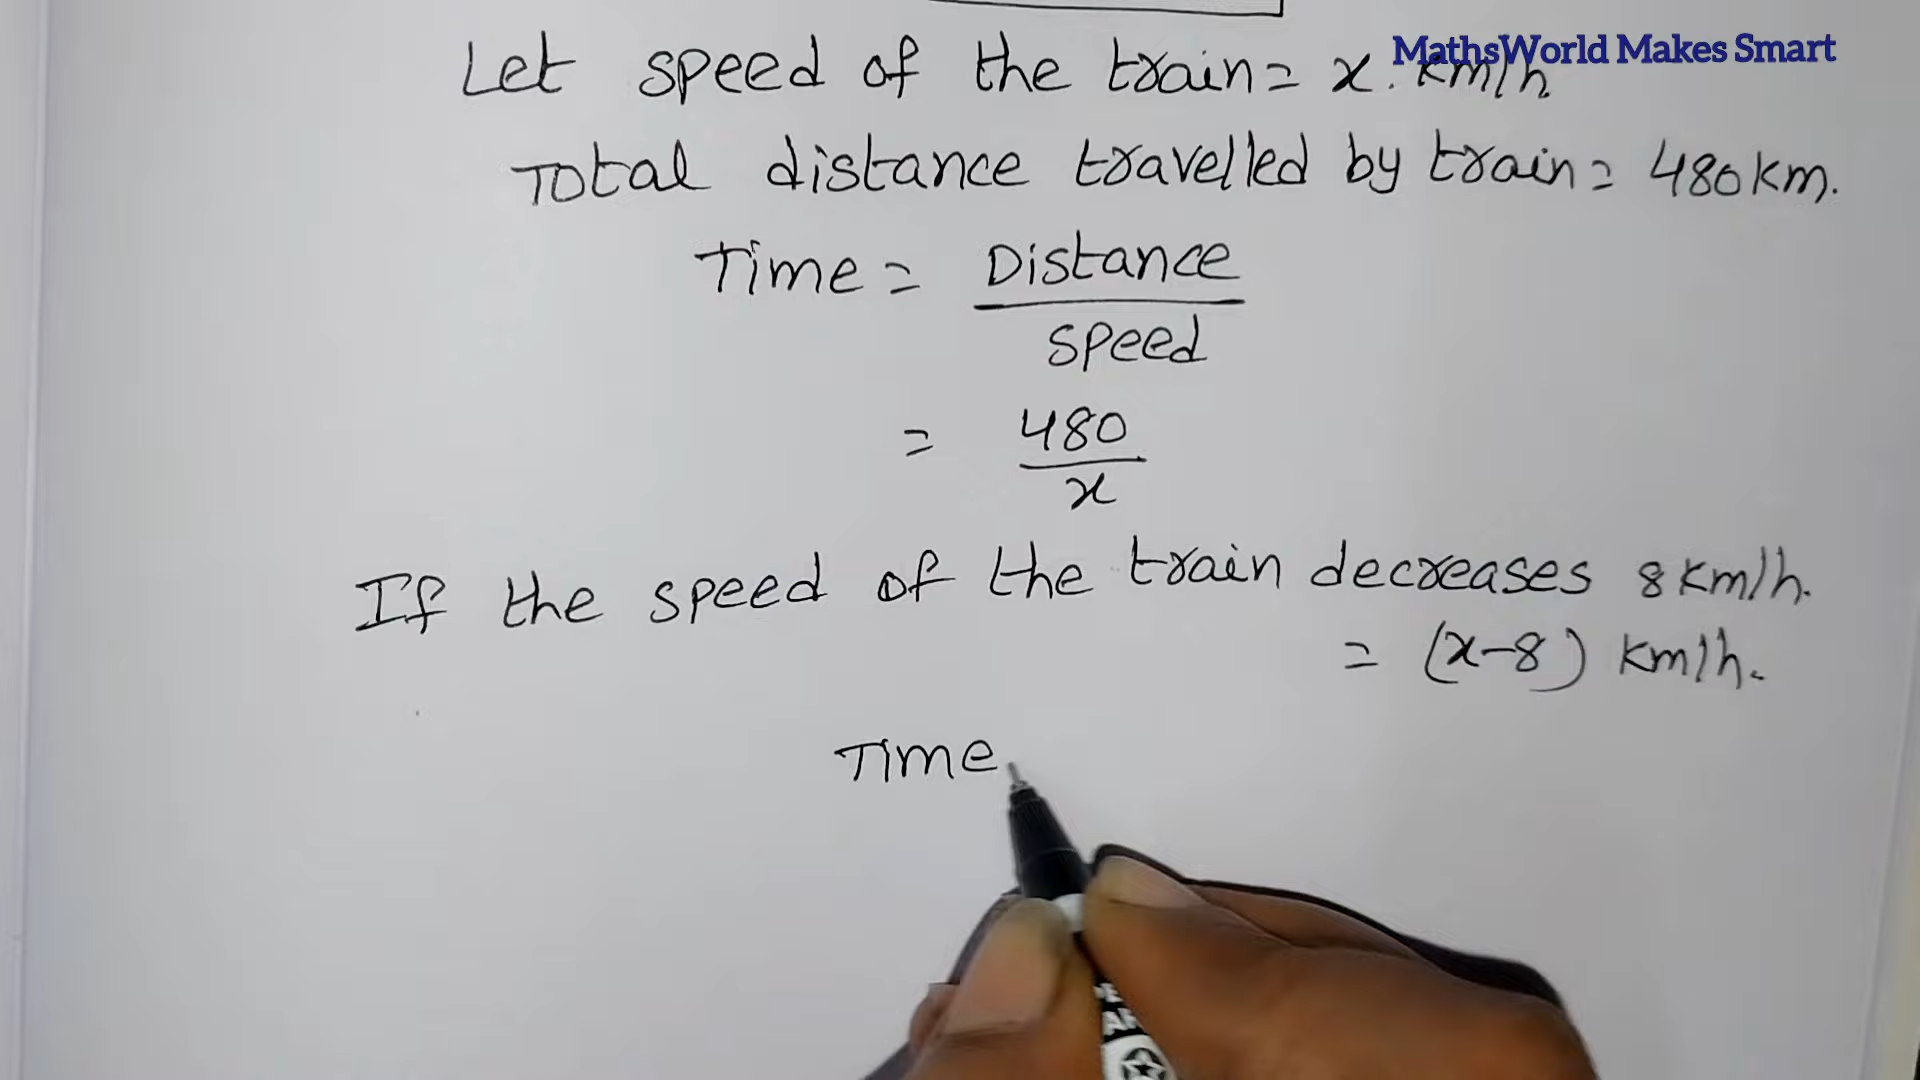 MathsWorld Makes Smart
Let speed of the train = x. km/h.
Total distance travelled by train = 480 km.
Time = Distance / speed
= 480 / x
If the speed of the train decreases 8 km/h.
= (x-8) km/h.
Time